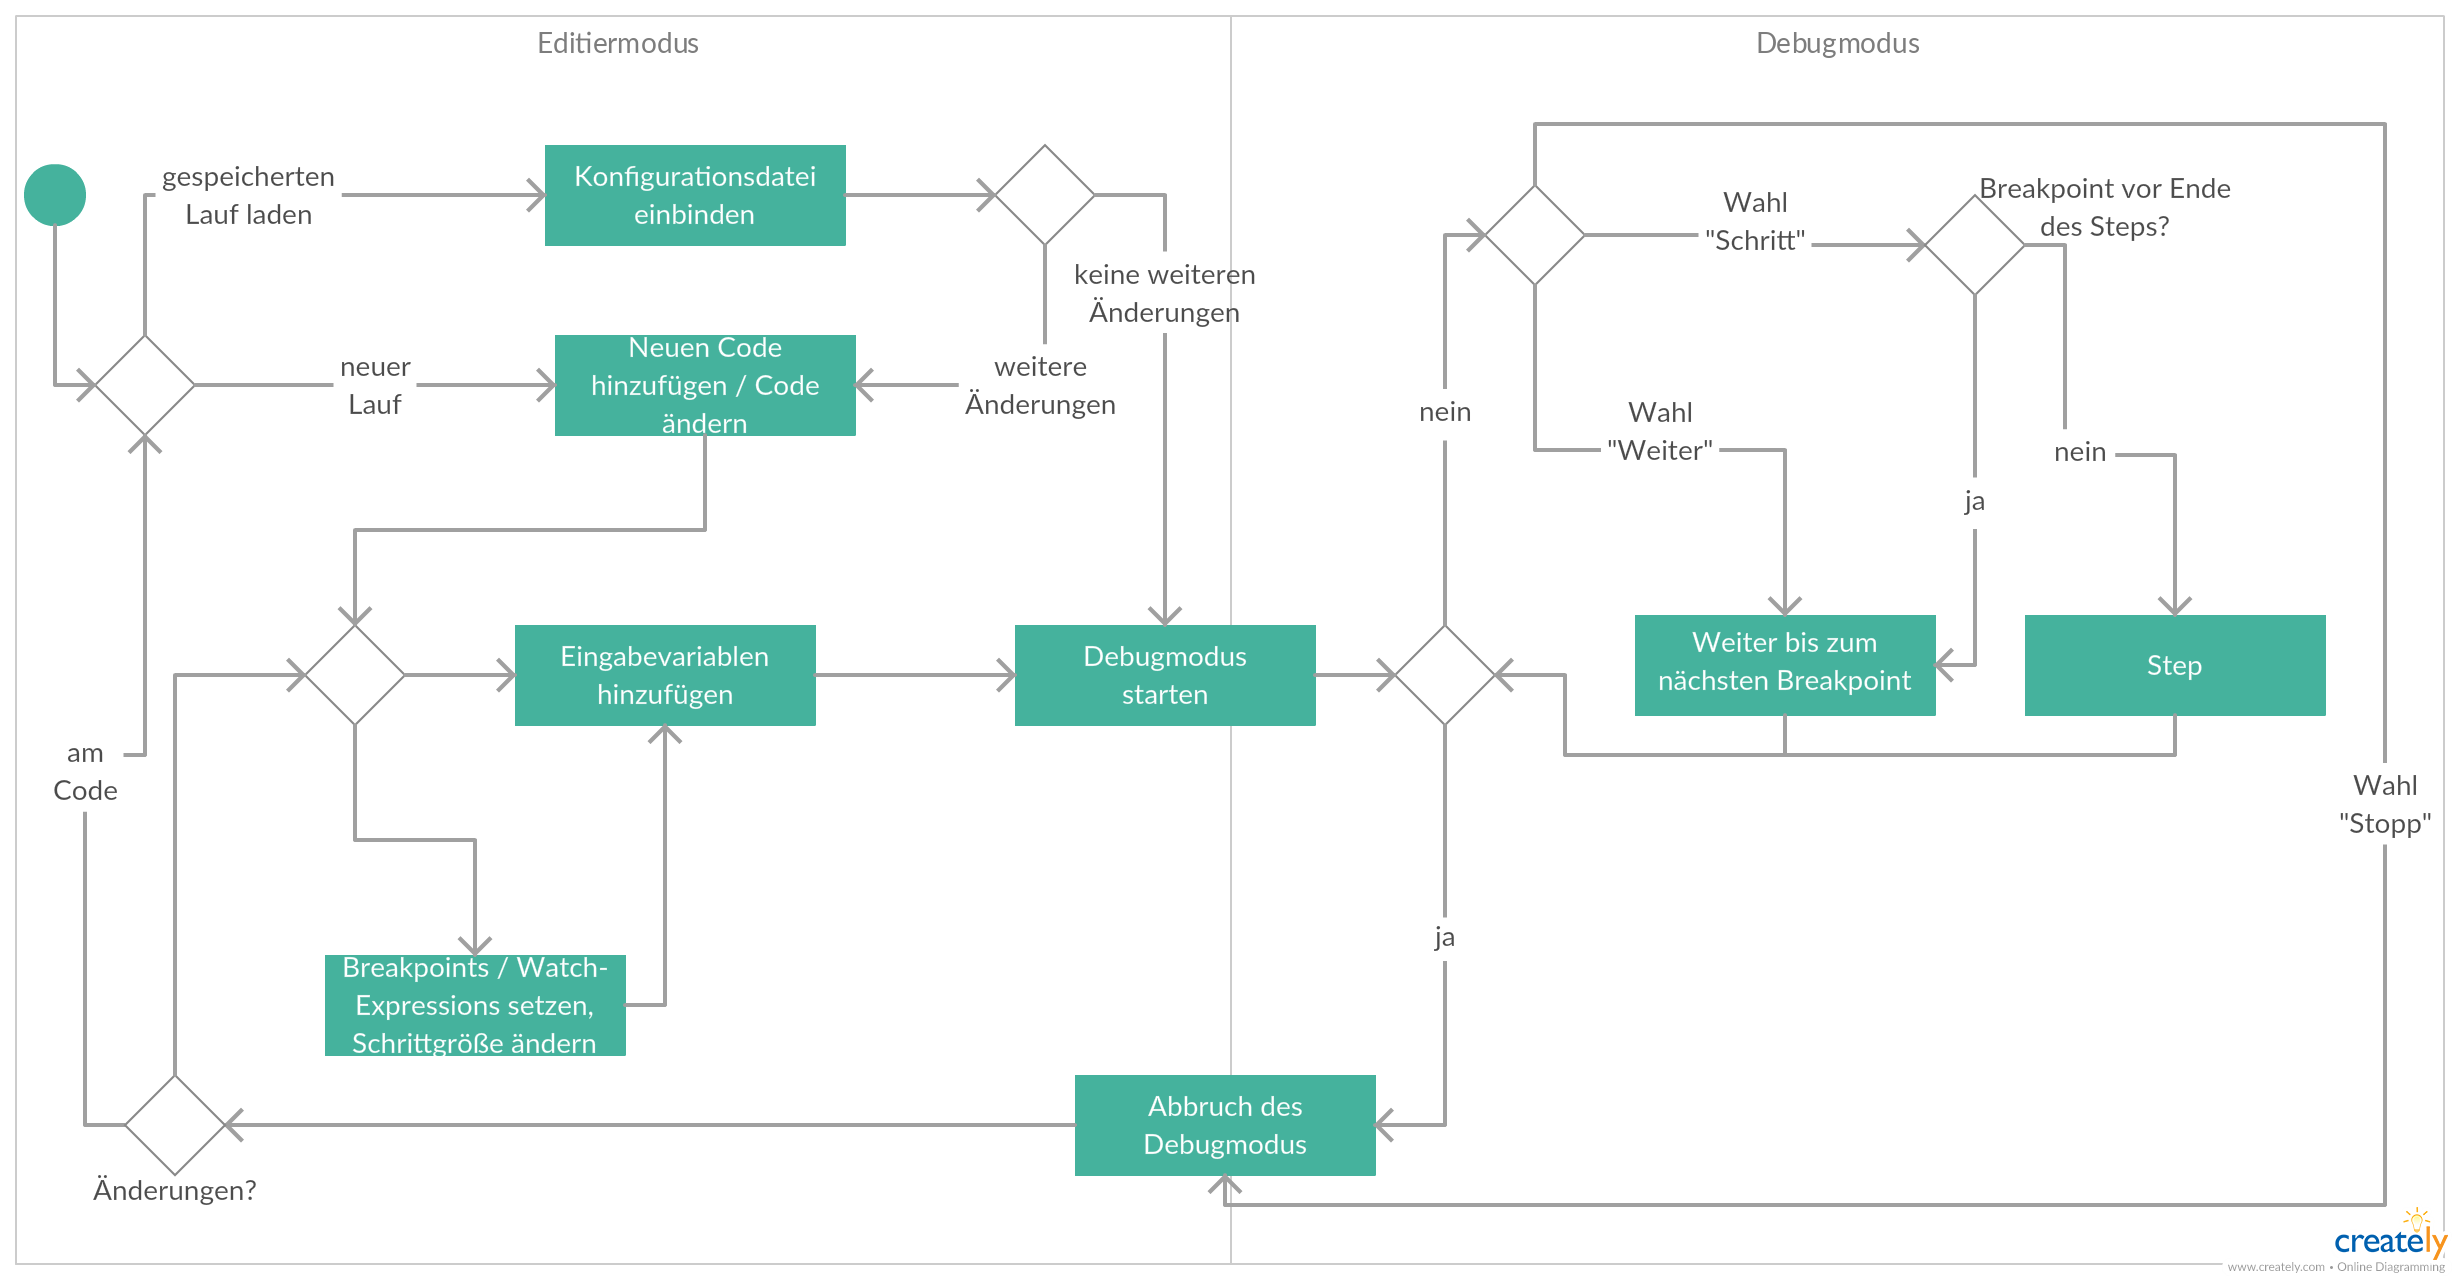 Editiermodus
Debugmodus
gespeicherten
Lauf laden
Konfigurationsdatei
einbinden
keine weiteren
Änderungen
neuer
Lauf
Neuen Code
hinzufügen / Code
ändern
weitere
Änderungen
Wahl
"Schritt"
Breakpoint vor Ende
des Steps?
nein
Wahl
"Weiter"
nein
ja
Eingabevariablen
hinzufügen
Debugmodus
starten
Weiter bis zum
nächsten Breakpoint
Step
am
Code
Wahl
"Stopp"
ja
Breakpoints / Watch-
Expressions setzen,
Schrittgröße ändern
Abbruch des
Debugmodus
Änderungen?
creately
www.creately.com • Online Diagramming